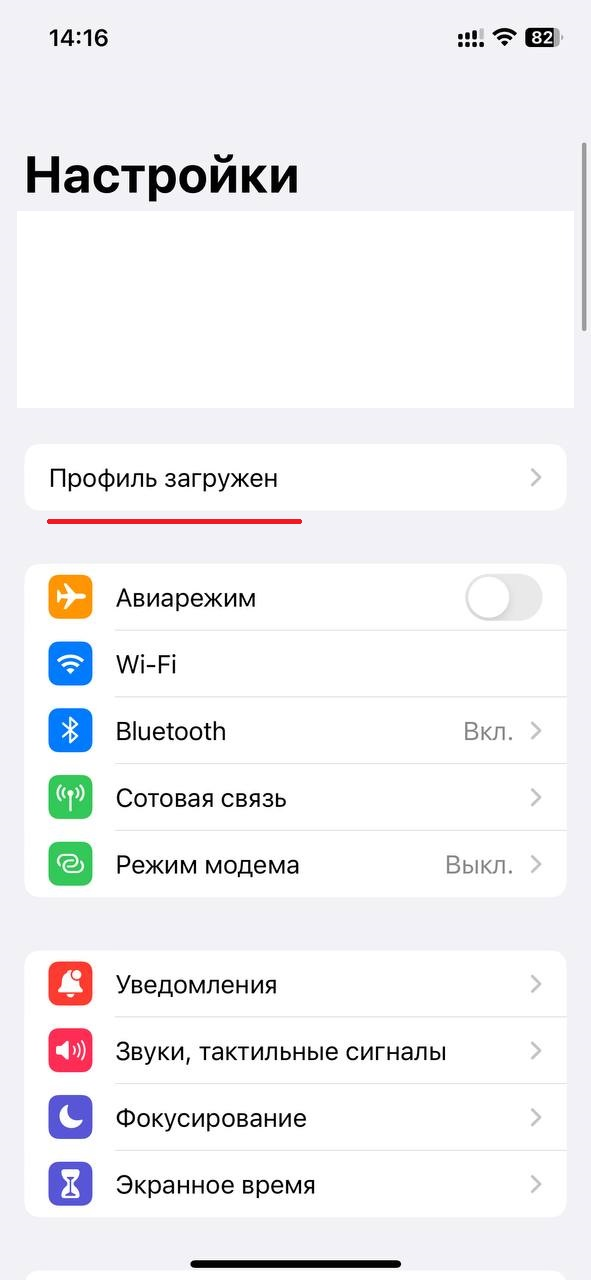 14:16
82
Настройки
Профиль загружен
Авиарежим
Wi-Fi
Bluetooth Вкл.
Сотовая связь
Режим модема Выкл.
Уведомления
Звуки, тактильные сигналы
Фокусирование
Экранное время